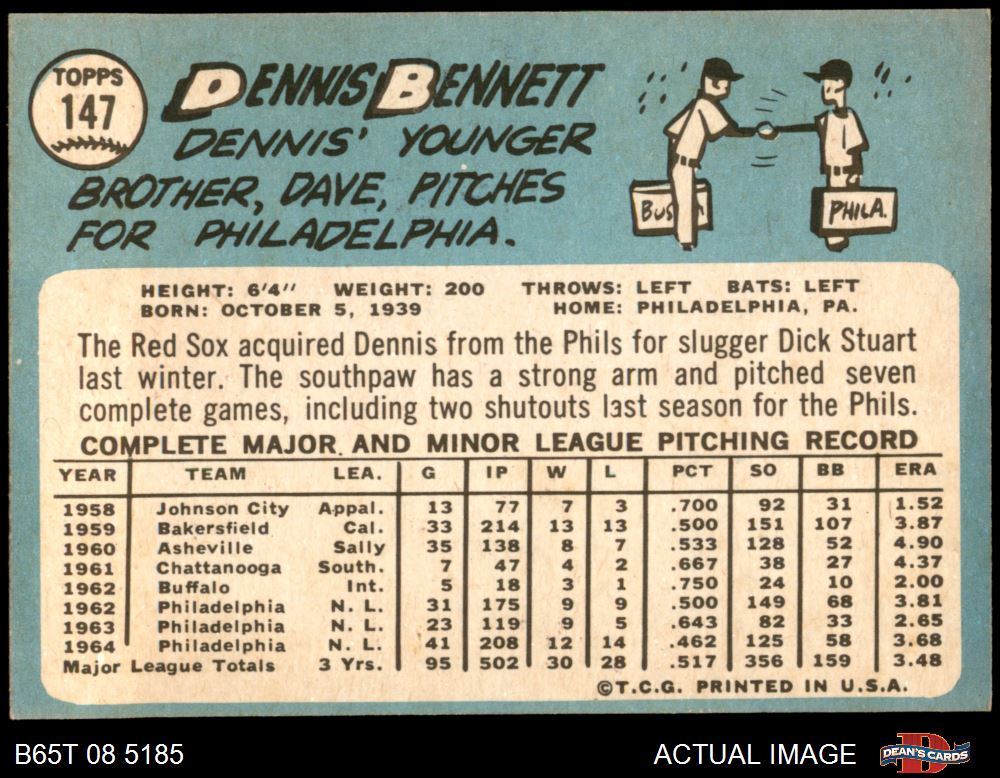 TOPPS
147
DENNIS BENNETT
DENNIS' YOUNGER
BROTHER, DAVE, PITCHES
FOR PHILADELPHIA.
BUS
PHILA.
HEIGHT: 6'4" WEIGHT: 200 THROWS: LEFT BATS: LEFT
BORN: OCTOBER 5, 1939 HOME: PHILADELPHIA, PA.
The Red Sox acquired Dennis from the Phils for slugger Dick Stuart
last winter. The southpaw has a strong arm and pitched seven
complete games, including two shutouts last season for the Phils.
COMPLETE MAJOR AND MINOR LEAGUE PITCHING RECORD
YEAR TEAM LEA. G IP W L PCT SO BB ERA
1958 Johnson City Appal. 13 77 7 3 .700 92 31 1.52
1959 Bakersfield Cal. 33 214 13 13 .500 151 107 3.87
1960 Asheville Sally 35 138 8 7 .533 128 52 4.90
1961 Chattanooga South. 7 47 4 2 .667 38 27 4.37
1962 Buffalo Int. 5 18 3 1 .750 24 10 2.00
1962 Philadelphia N. L. 31 175 9 9 .500 149 68 3.81
1963 Philadelphia N. L. 23 119 9 5 .643 82 33 2.65
1964 Philadelphia N. L. 41 208 12 14 .462 125 58 3.68
Major League Totals 3 Yrs. 95 502 30 28 .517 356 159 3.48
©T.C.G. PRINTED IN U.S.A.
B65T 08 5185
ACTUAL IMAGE
DEAN'S CARDS